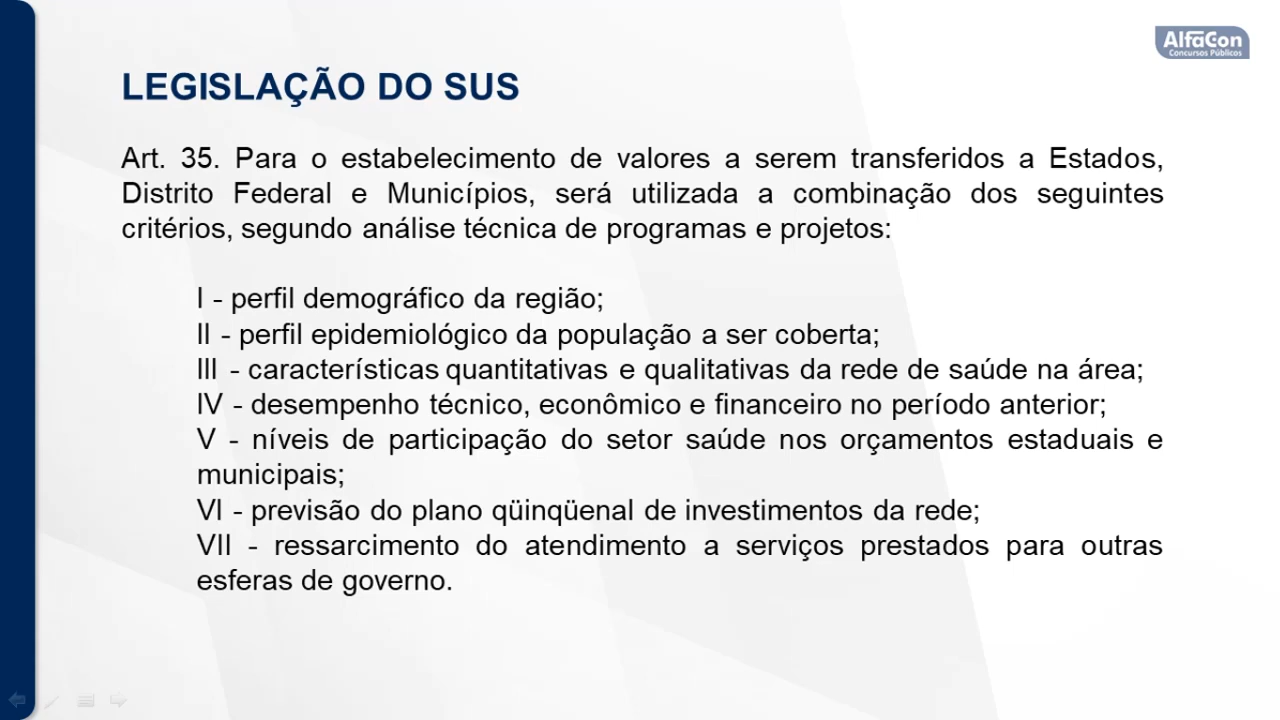 AlfaCon
Concursos Públicos
LEGISLAÇÃO DO SUS
Art. 35. Para o estabelecimento de valores a serem transferidos a Estados,
Distrito Federal e Municípios, será utilizada a combinação dos seguintes
critérios, segundo análise técnica de programas e projetos:
I - perfil demográfico da região;
II - perfil epidemiológico da população a ser coberta;
III - características quantitativas e qualitativas da rede de saúde na área;
IV - desempenho técnico, econômico e financeiro no período anterior;
V - níveis de participação do setor saúde nos orçamentos estaduais e
municipais;
VI - previsão do plano qüinqüenal de investimentos da rede;
VII - ressarcimento do atendimento a serviços prestados para outras
esferas de governo.